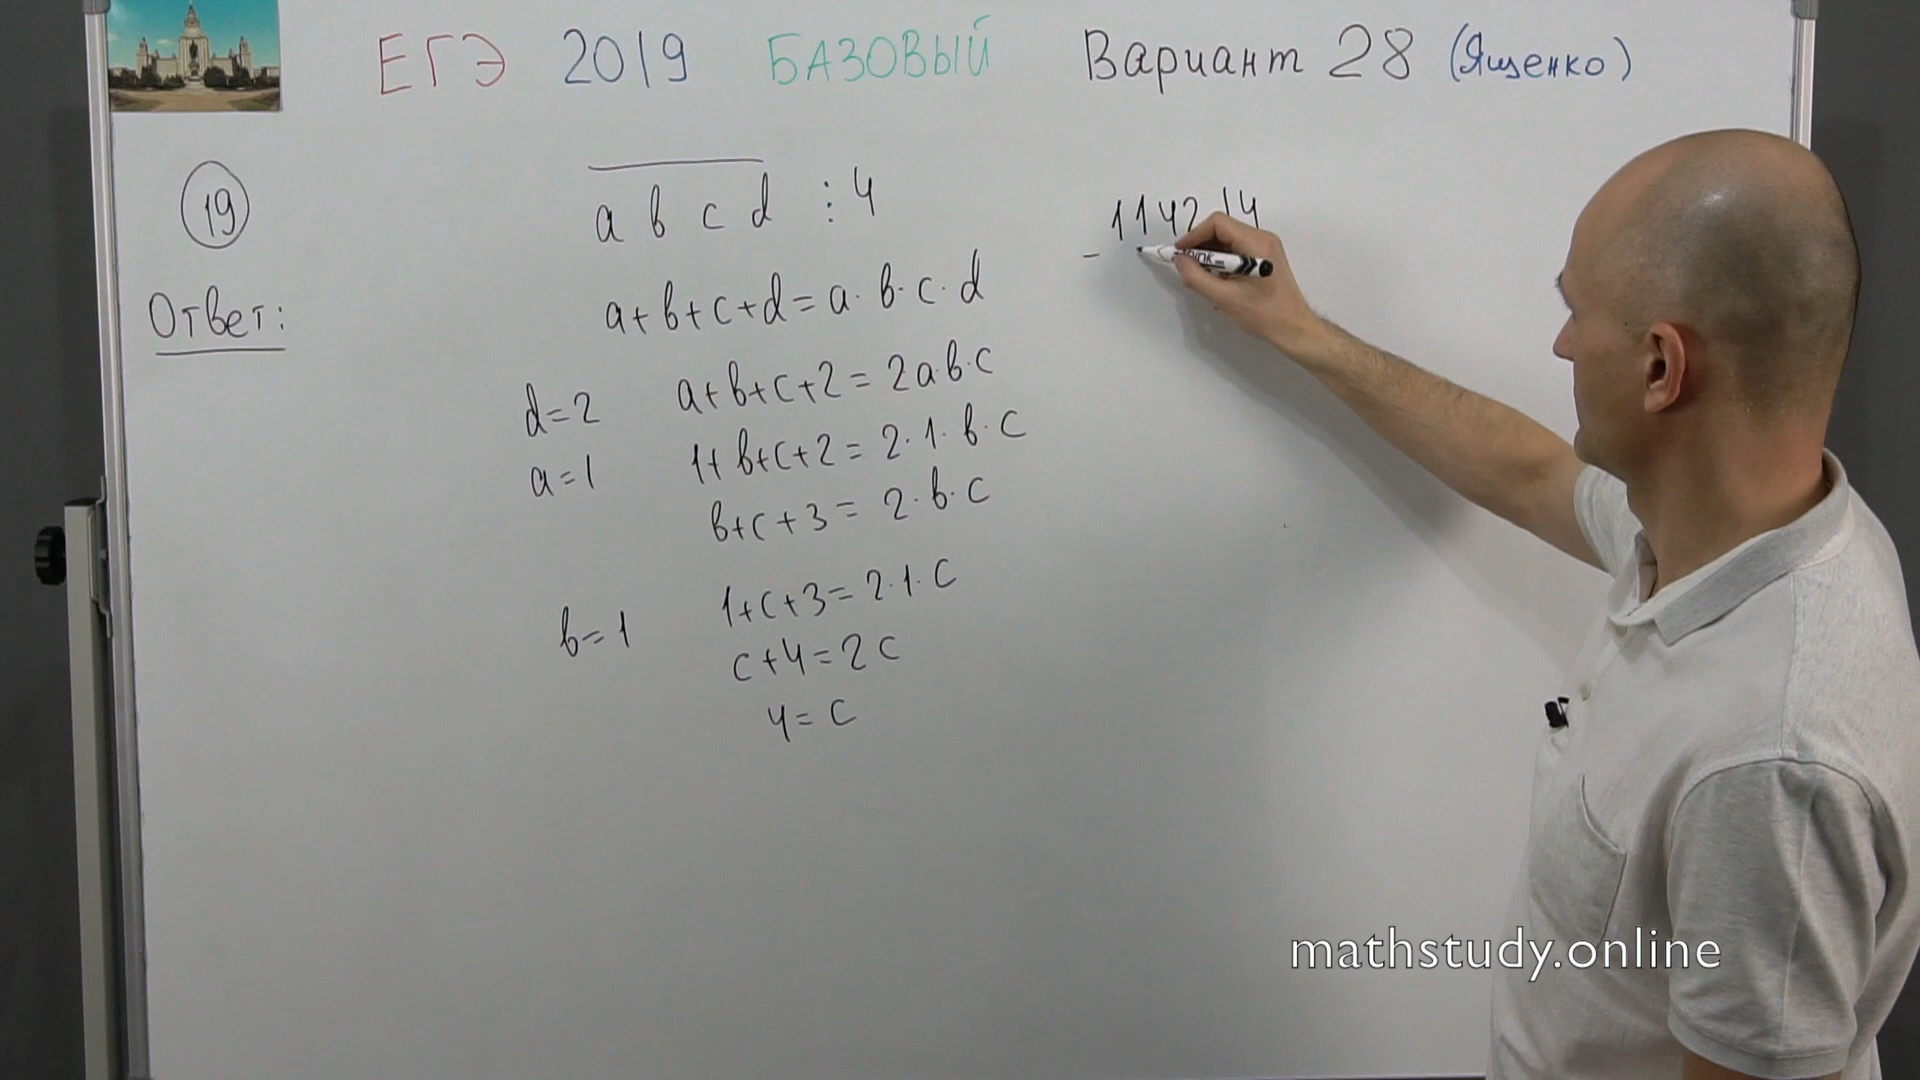 ЕГЭ 2019 БАЗОВЫЙ Вариант 28 (Ященко)
19
a b c d ⋮ 4
1142 | 4
−
Ответ:
a+b+c+d=a·b·c·d
d=2 a+b+c+2=2a·b·c
a=1 1+b+c+2=2·1·b·c
b+c+3=2·b·c
b=1 1+c+3=2·1·c
c+4=2c
4=c
mathstudy.online